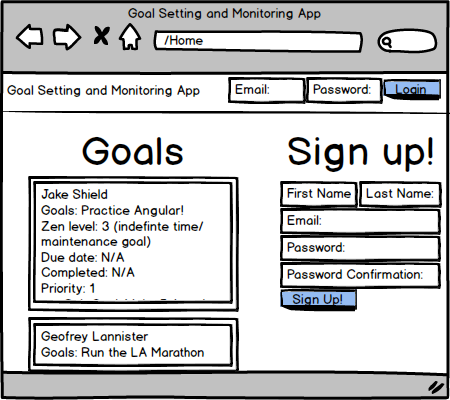 Goal Setting and Monitoring App
/Home
Goal Setting and Monitoring App
Email:
Password:
Login
Goals
Jake Shield
Goals: Practice Angular!
Zen level: 3 (indefinte time/
maintenance goal)
Due date: N/A
Completed: N/A
Priority: 1
Geofrey Lannister
Goals: Run the LA Marathon
Sign up!
First Name
Last Name:
Email:
Password:
Password Confirmation:
Sign Up!